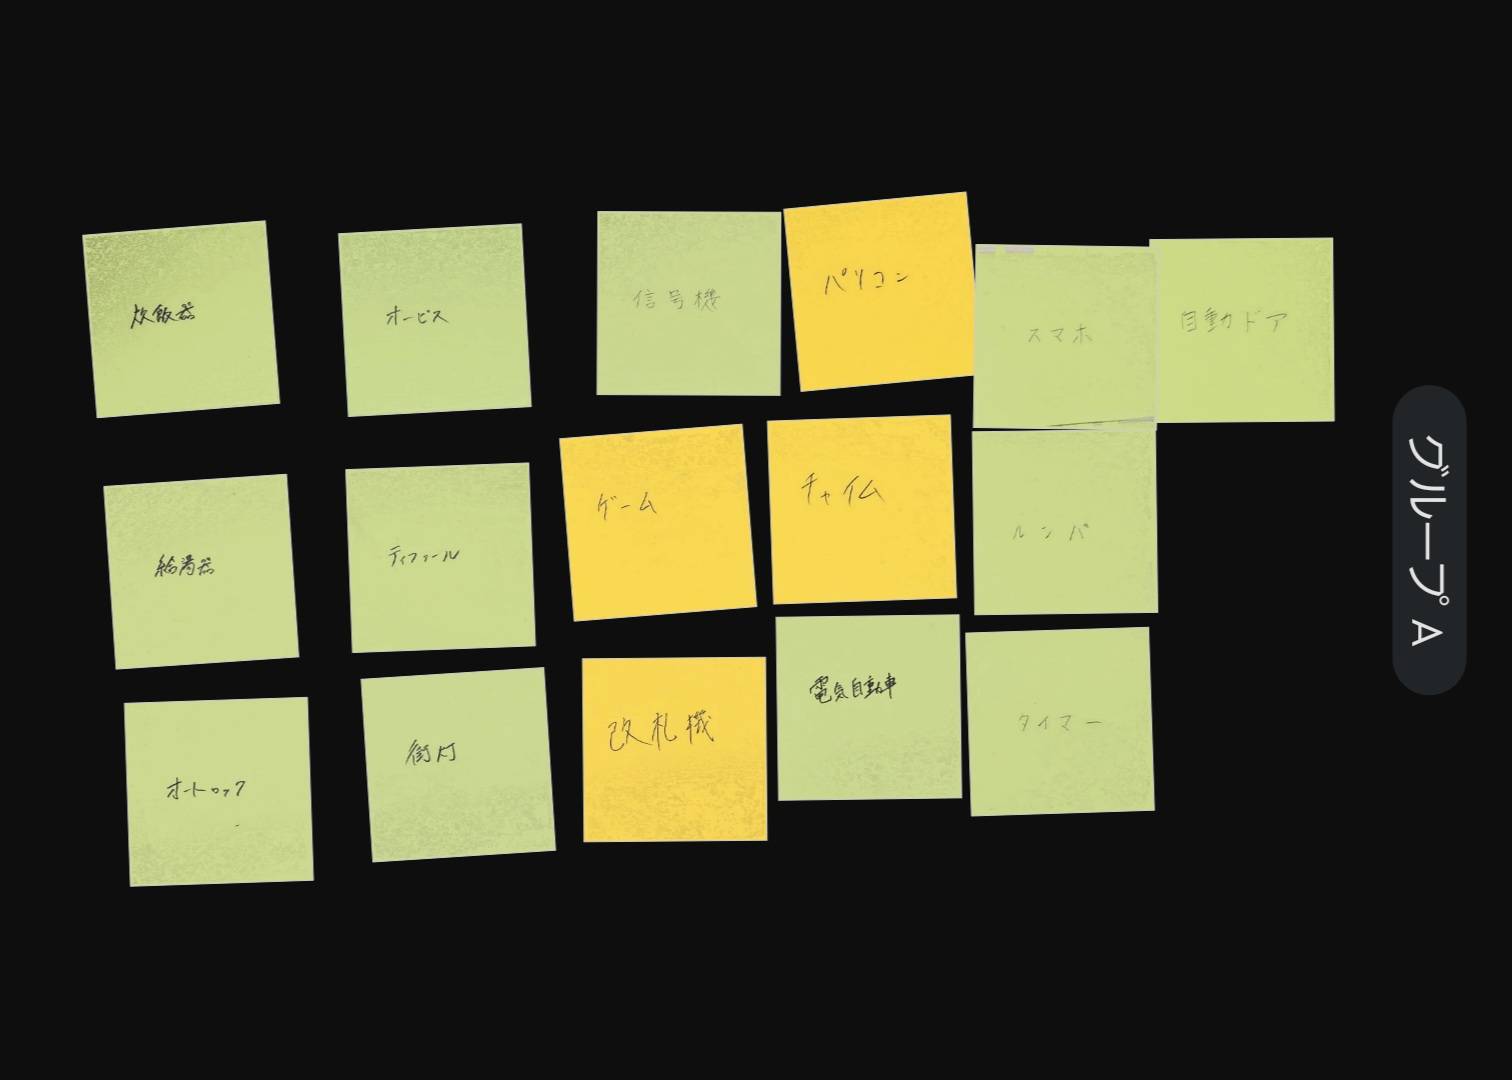 炊飯器
オービス
信号機
パソコン
スマホ
自動ドア
給湯器
ティファール
ゲーム
チャイム
ルンバ
オートロック
街灯
改札機
電気自動車
タイマー
グループ A